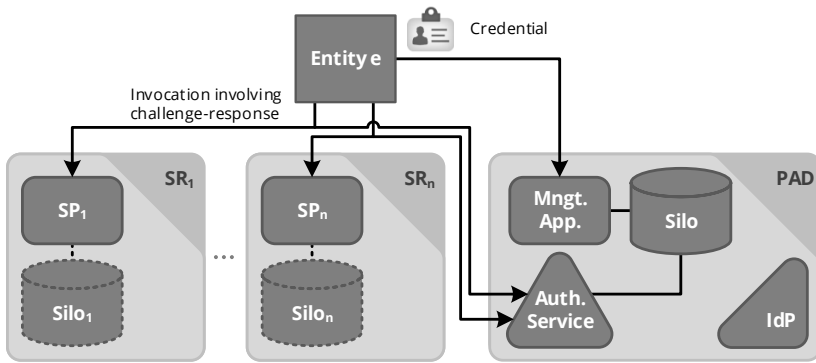 Credential
Entity e
Invocation involving
challenge-response
SR1
SRn
PAD
SP1
SPn
Mngt.
App.
Silo
...
Silo1
Silon
Auth.
Service
IdP